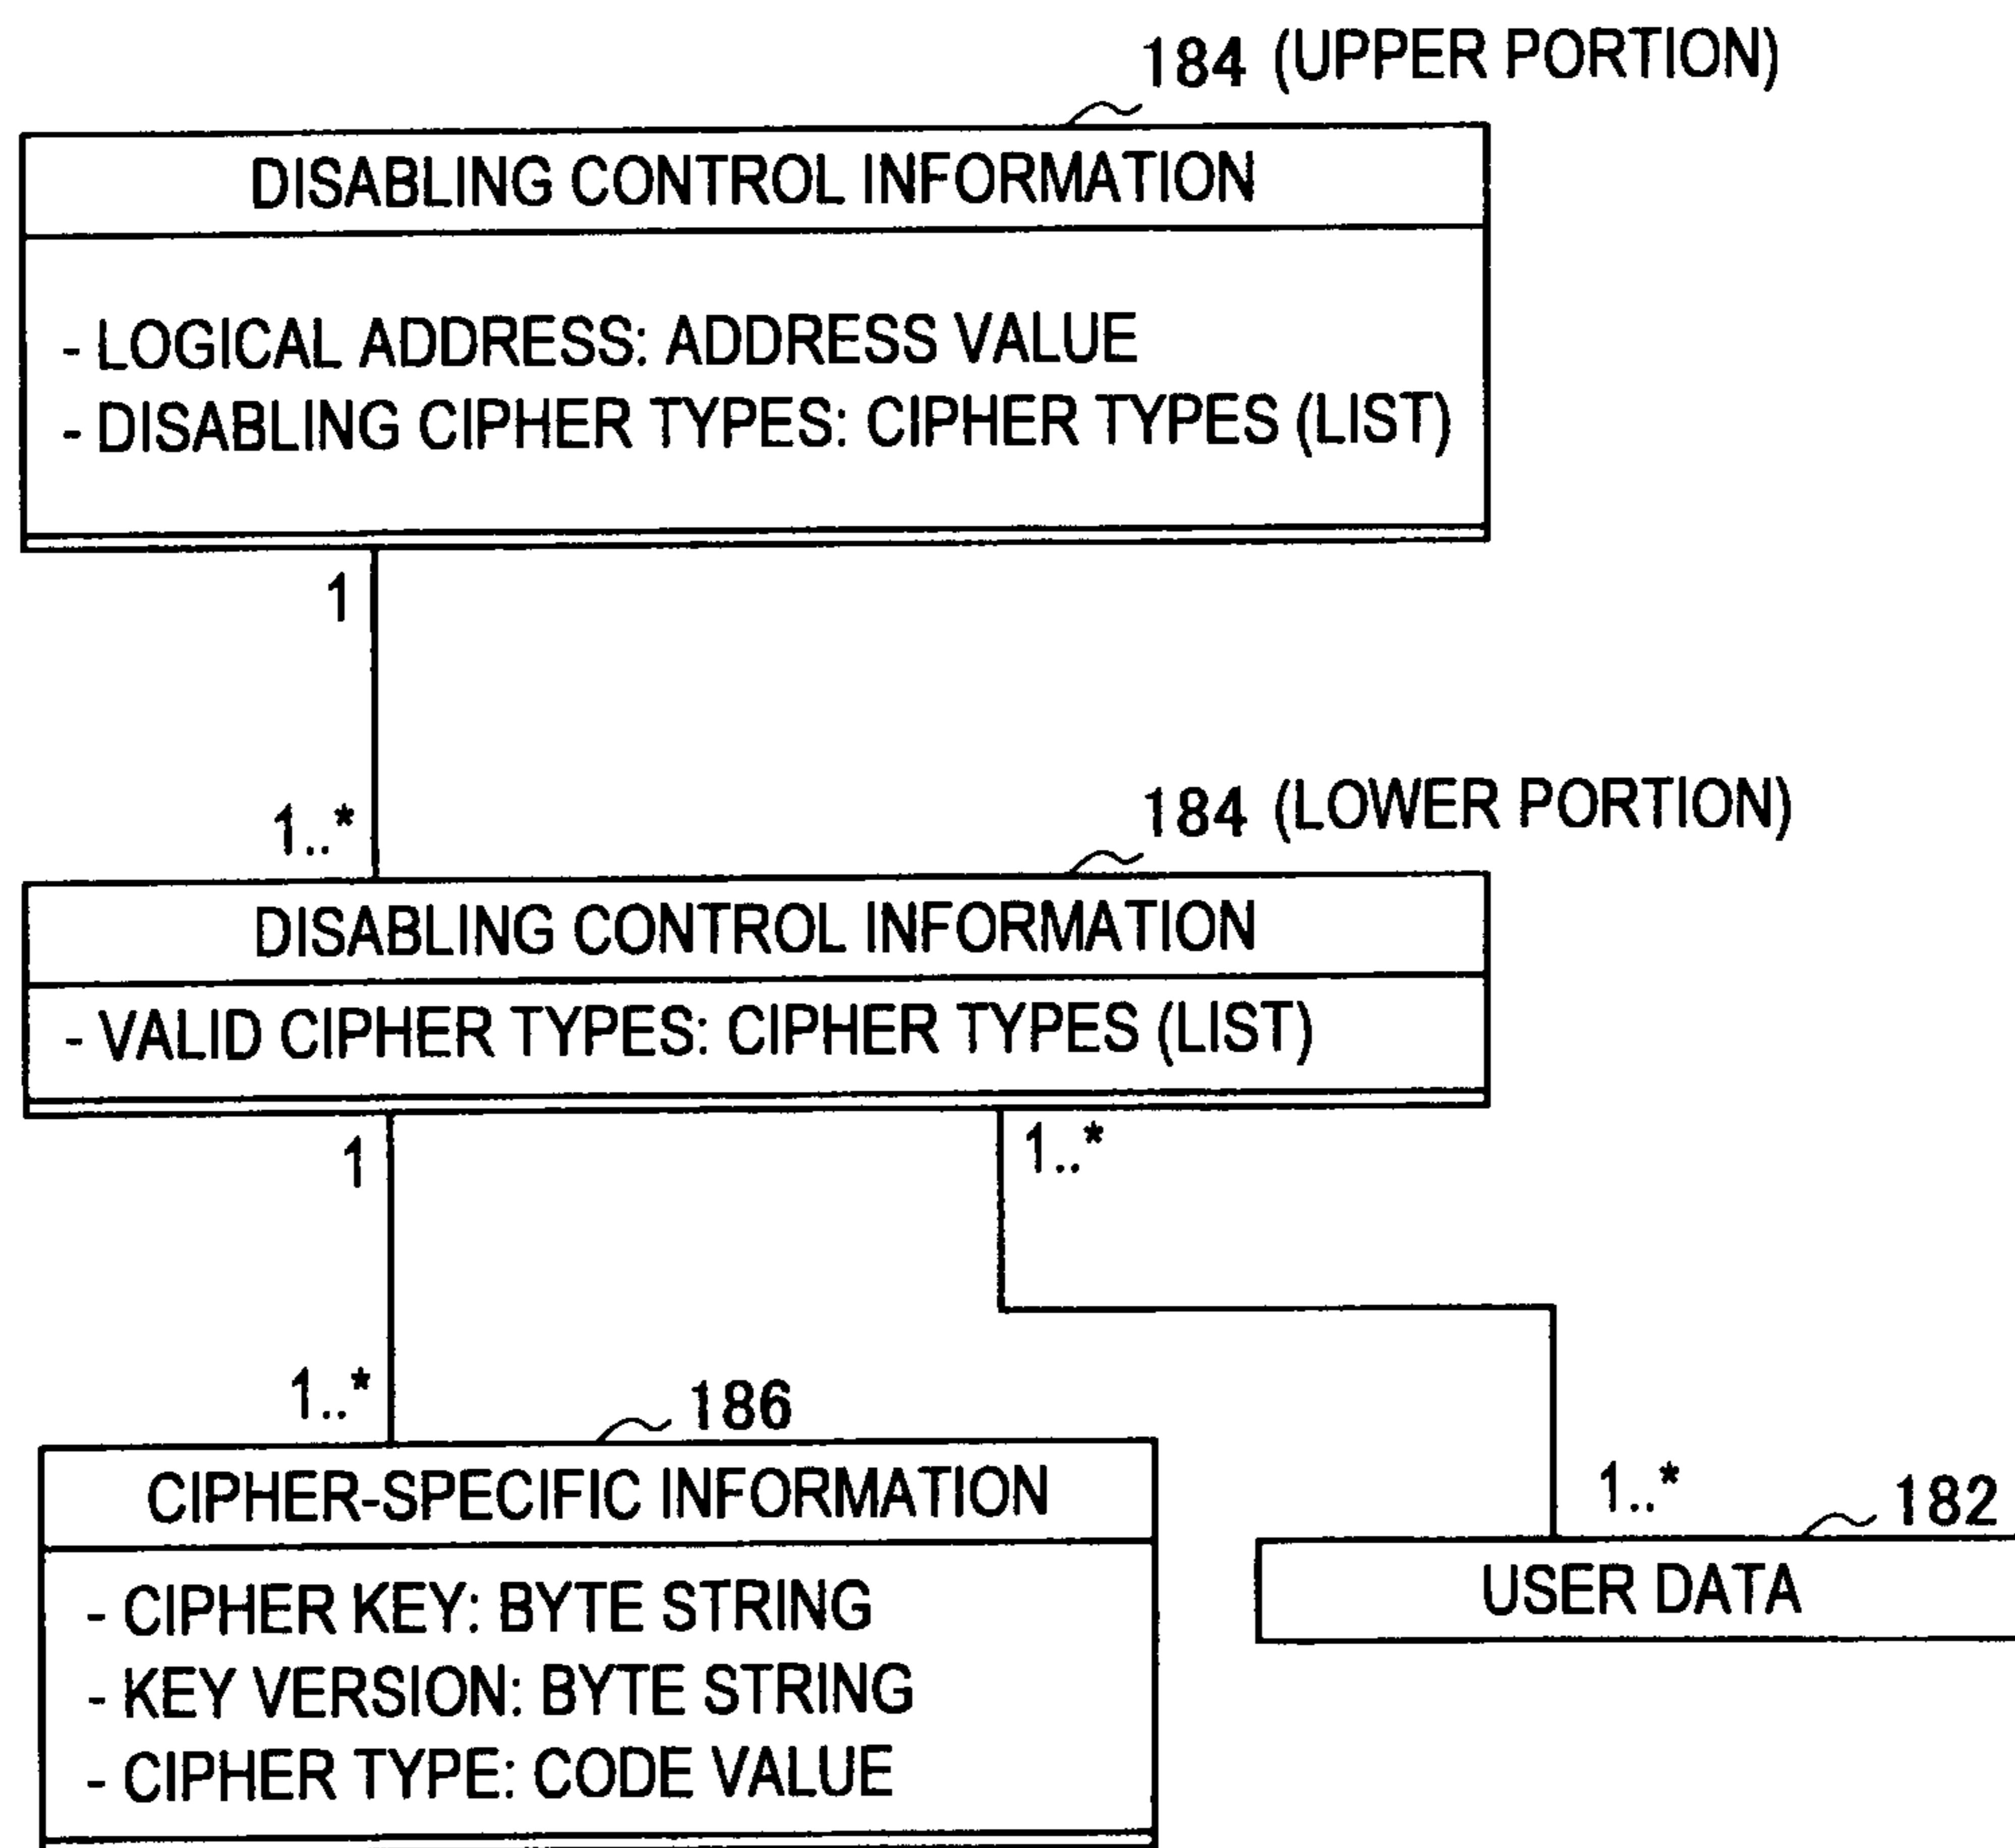 184 (UPPER PORTION)
DISABLING CONTROL INFORMATION
- LOGICAL ADDRESS: ADDRESS VALUE
- DISABLING CIPHER TYPES: CIPHER TYPES (LIST)
1
1..*
184 (LOWER PORTION)
DISABLING CONTROL INFORMATION
- VALID CIPHER TYPES: CIPHER TYPES (LIST)
1
1..*
1..*
186
CIPHER-SPECIFIC INFORMATION
- CIPHER KEY: BYTE STRING
- KEY VERSION: BYTE STRING
- CIPHER TYPE: CODE VALUE
1..*
182
USER DATA